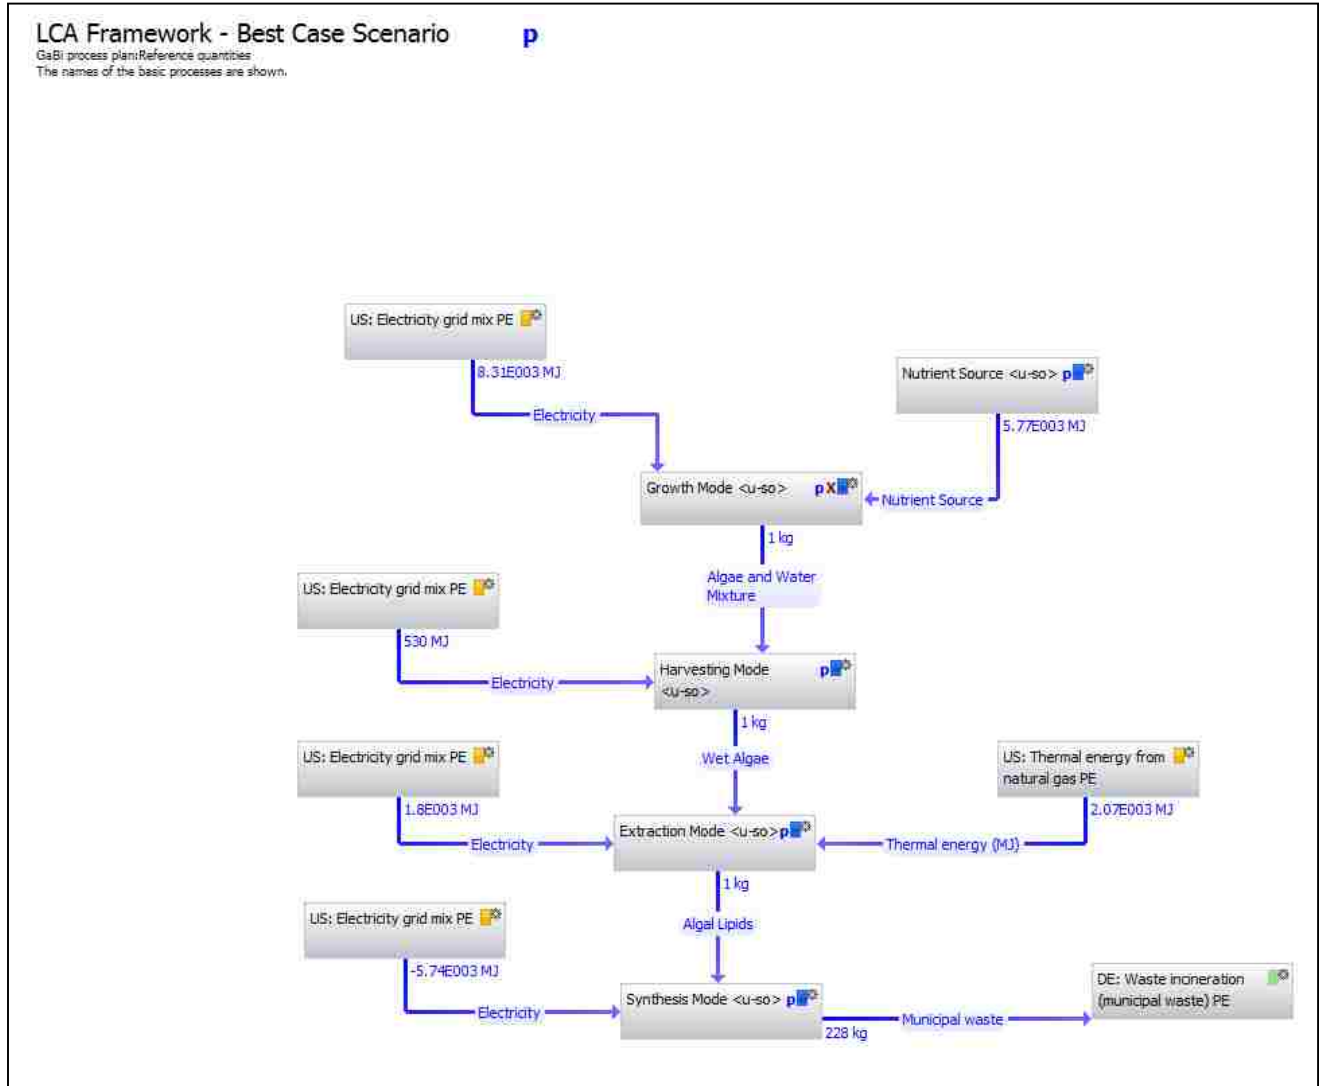 LCA Framework - Best Case Scenario p
GaBi process plan:Reference quantities
The names of the basic processes are shown.
US: Electricity grid mix PE
8.31E003 MJ
Electricity
Nutrient Source <u-so> p
5.77E003 MJ
Nutrient Source
Growth Mode <u-so> pX
1 kg
Algae and Water
Mixture
US: Electricity grid mix PE
530 MJ
Electricity
Harvesting Mode p
<u-so>
1 kg
Wet Algae
US: Electricity grid mix PE
1.8E003 MJ
Electricity
US: Thermal energy from
natural gas PE
2.07E003 MJ
Thermal energy (MJ)
Extraction Mode <u-so>p
1 kg
Algal Lipids
US: Electricity grid mix PE
-5.74E003 MJ
Electricity
Synthesis Mode <u-so> p
228 kg
Municipal waste
DE: Waste incineration
(municipal waste) PE